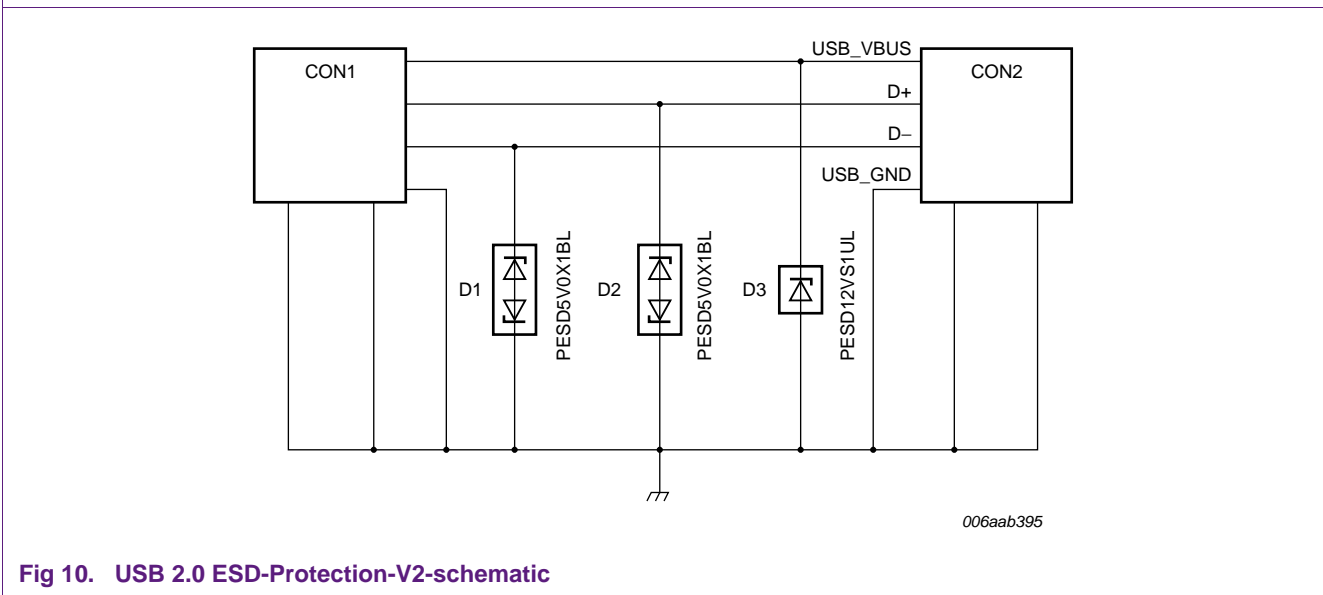 USB_VBUS
CON1
CON2
D+
D−
USB_GND
D1
PESD5V0X1BL
D2
PESD5V0X1BL
D3
PESD12VS1UL
006aab395
Fig 10. USB 2.0 ESD-Protection-V2-schematic